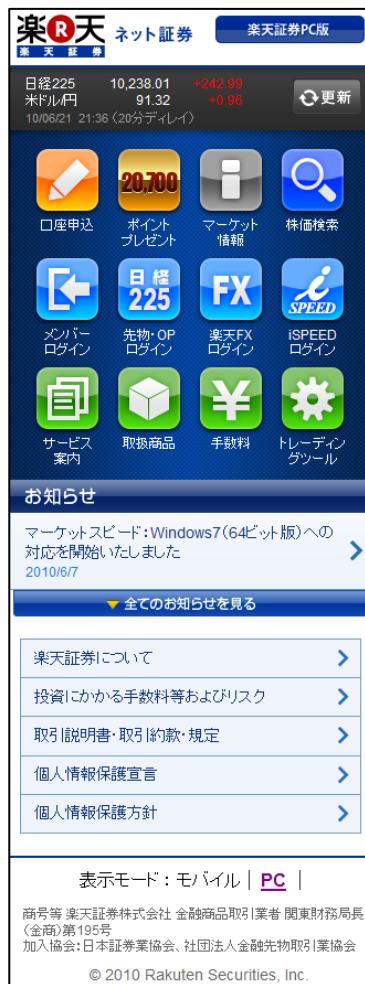 楽R天 ネット証券 楽天証券PC版
楽天証券
日経225 10,238.01 +242.99
米ドル/円 91.32 +0.96
更新
10/06/21 21:36(20分ディレイ)
20,700
口座申込 ポイントプレゼント マーケット情報 株価検索
日経225 FX iSPEED
メンバーログイン 先物・OPログイン 楽天FXログイン iSPEEDログイン
サービス案内 取扱商品 手数料 トレーディングツール
お知らせ
マーケットスピード:Windows7(64ビット版)への
対応を開始いたしました
2010/6/7
全てのお知らせを見る
楽天証券について
投資にかかる手数料等およびリスク
取引説明書・取引約款・規定
個人情報保護宣言
個人情報保護方針
表示モード:モバイル | PC |
商号等 楽天証券株式会社 金融商品取引業者 関東財務局長
(金商)第195号
加入協会:日本証券業協会、社団法人金融先物取引業協会
© 2010 Rakuten Securities, Inc.